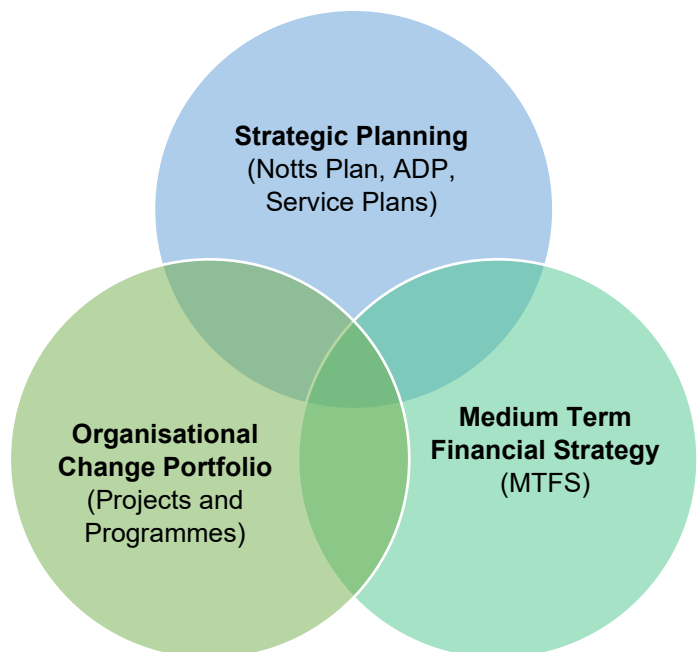 Strategic Planning
(Notts Plan, ADP,
Service Plans)
Organisational
Change Portfolio
(Projects and
Programmes)
Medium Term
Financial Strategy
(MTFS)